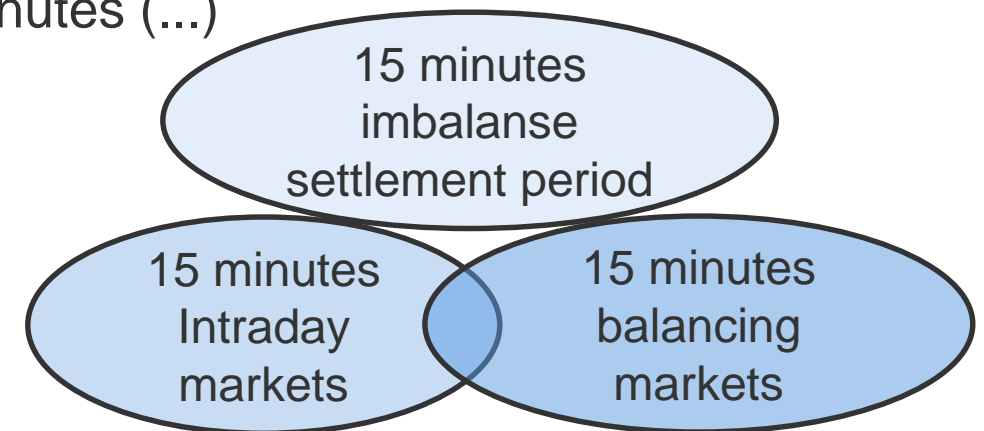 nutes (...)
15 minutes
imbalanse
settlement period
15 minutes
Intraday
markets
15 minutes
balancing
markets